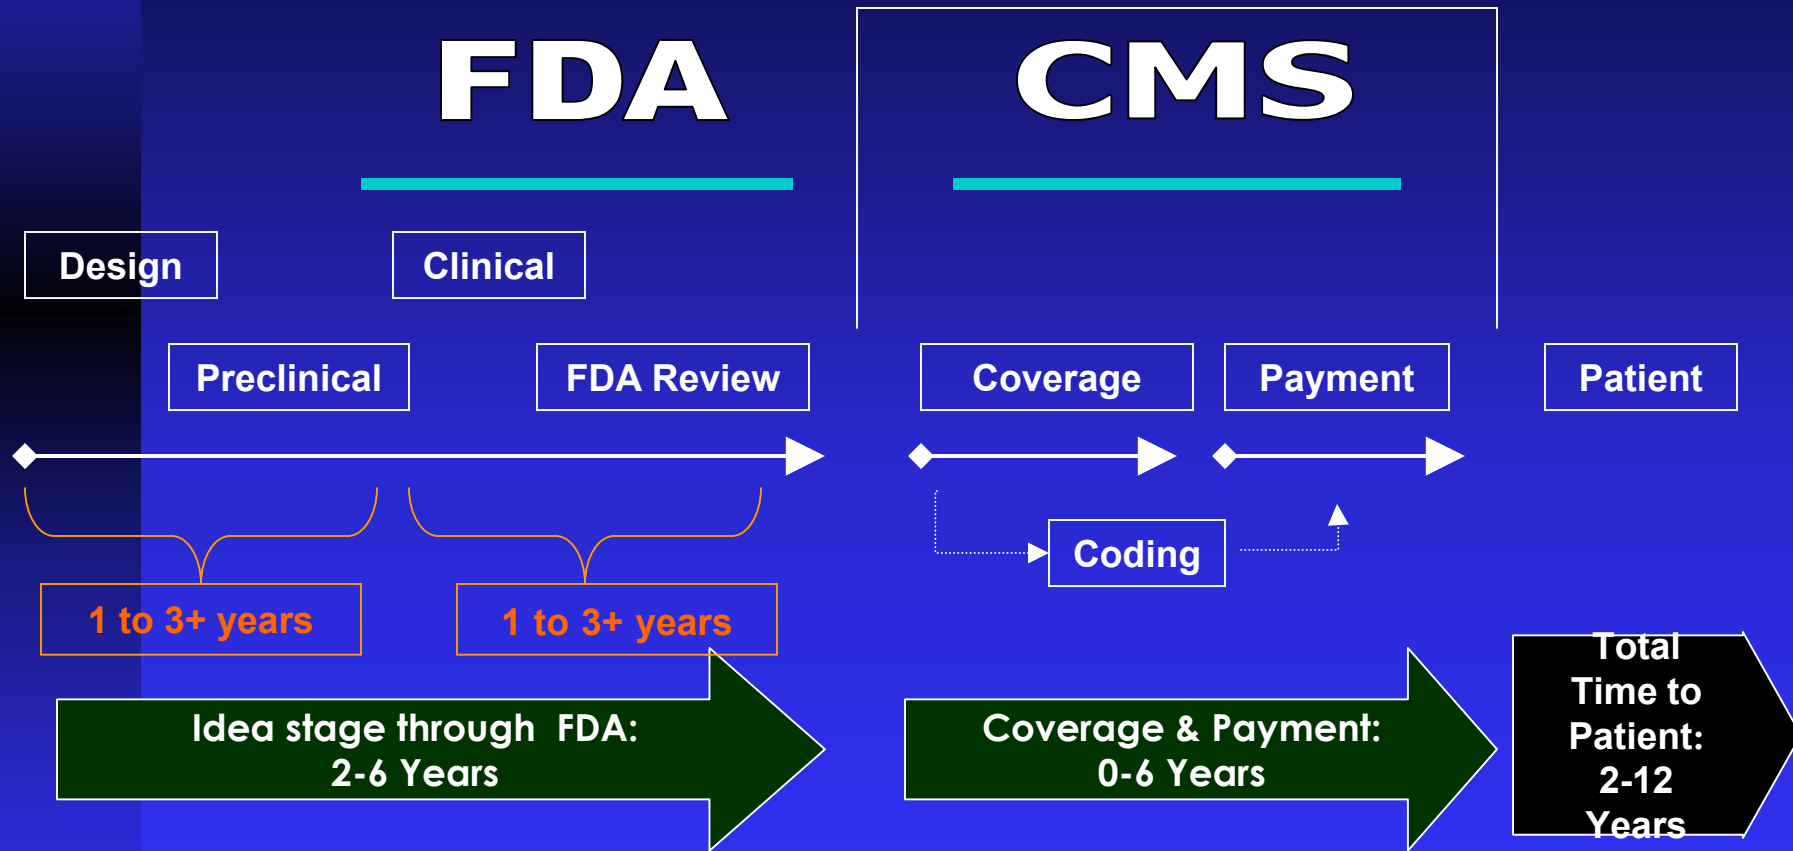 FDA
CMS
Design
Clinical
Preclinical
FDA Review
Coverage
Payment
Patient
Coding
1 to 3+ years
1 to 3+ years
Idea stage through FDA:
2-6 Years
Coverage & Payment:
0-6 Years
Total
Time to
Patient:
2-12
Years